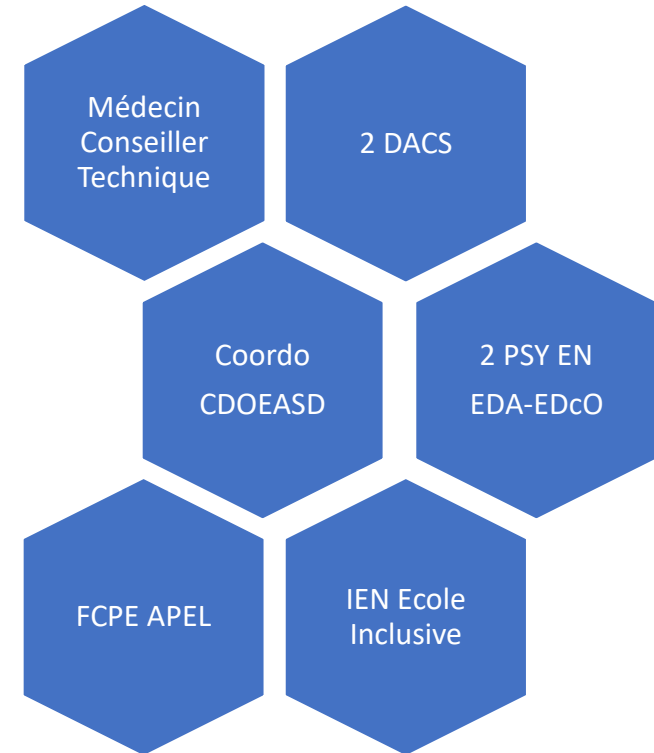 Médecin
Conseiller
Technique
2 DACS
Coordo
CDOEASD
2 PSY EN
EDA-EDcO
FCPE APEL
IEN Ecole
Inclusive